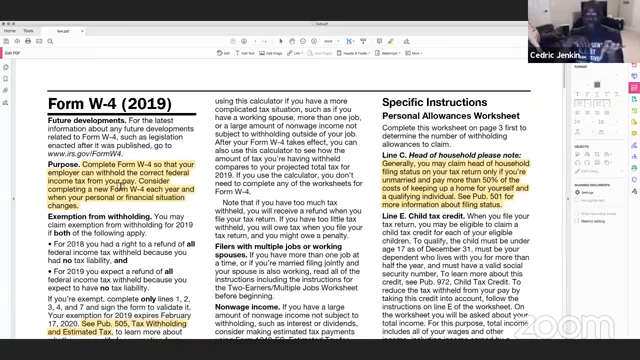 Test.pdf
Home
Tools
Test.pdf
Edit PDF
Edit
Add Text
Add Image
Link
Crop Pages
Header & Footer
Watermark
More
Cedric Jenkin
FORMAT
Form W-4 (2019)
Future developments. For the latest
information about any future developments
related to Form W-4, such as legislation
enacted after it was published, go to
www.irs.gov/FormW4.
Purpose. Complete Form W-4 so that your
employer can withhold the correct federal
income tax from your pay. Consider
completing a new Form W-4 each year and
when your personal or financial situation
changes.
Exemption from withholding. You may
claim exemption from withholding for 2019
if both of the following apply.
• For 2018 you had a right to a refund of all
federal income tax withheld because you
had no tax liability, and
• For 2019 you expect a refund of all
federal income tax withheld because you
expect to have no tax liability.
If you're exempt, complete only lines 1, 2,
3, 4, and 7 and sign the form to validate it.
Your exemption for 2019 expires February
17, 2020. See Pub. 505, Tax Withholding
and Estimated Tax, to learn more about
using this calculator if you have a more
complicated tax situation, such as if you have
a working spouse, more than one job,
or a large amount of nonwage income not
subject to withholding outside of your job.
After your Form W-4 takes effect, you can
also use this calculator to see how the
amount of tax you're having withheld
compares to your projected total tax for
2019. If you use the calculator, you don't
need to complete any of the worksheets for
Form W-4.
Note that if you have too much tax
withheld, you will receive a refund when you
file your tax return. If you have too little tax
withheld, you will owe tax when you file your
tax return, and you might owe a penalty.
Filers with multiple jobs or working
spouses. If you have more than one job at
a time, or if you're married filing jointly and
your spouse is also working, read all of the
instructions including the instructions for
the Two-Earners/Multiple Jobs Worksheet
before beginning.
Nonwage income. If you have a large
amount of nonwage income not subject to
withholding, such as interest or dividends,
consider making estimated tax payments
using Form 1040-ES, Estimated Tax for
Specific Instructions
Personal Allowances Worksheet
Complete this worksheet on page 3 first to
determine the number of withholding
allowances to claim.
Line C. Head of household please note:
Generally, you may claim head of household
filing status on your tax return only if you're
unmarried and pay more than 50% of the
costs of keeping up a home for yourself and
a qualifying individual. See Pub. 501 for
more information about filing status.
Line E. Child tax credit. When you file your
tax return, you may be eligible to claim a
child tax credit for each of your eligible
children. To qualify, the child must be under
age 17 as of December 31, must be your
dependent who lives with you for more than
half the year, and must have a valid social
security number. To learn more about this
credit, see Pub. 972, Child Tax Credit. To
reduce the tax withheld from your pay by
taking this credit into account, follow the
instructions on line E of the worksheet. On
the worksheet you will be asked about your
total income. For this purpose, total income
includes all of your wages and other
zoom